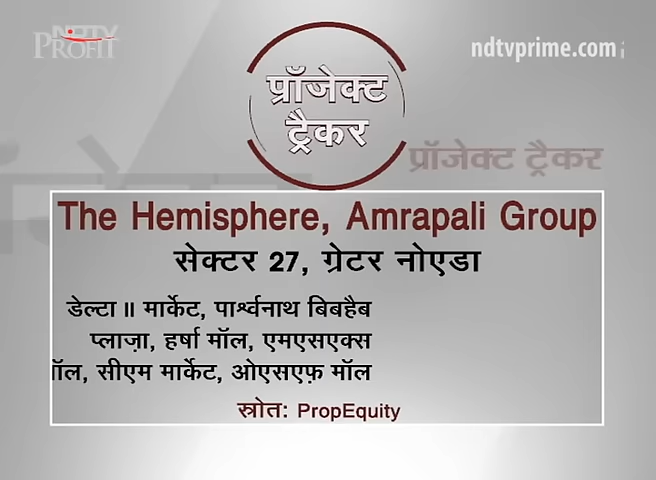 NDTV
PROFIT
ndtvprime.com
प्रॉजेक्ट
ट्रैकर
प्रॉजेक्ट ट्रैकर
The Hemisphere, Amrapali Group
सेक्टर 27, ग्रेटर नोएडा
डेल्टा II मार्केट, पार्श्वनाथ बिबहैब
प्लाज़ा, हर्षा मॉल, एमएसएक्स
मॉल, सीएम मार्केट, ओएसएफ़ मॉल
स्रोत: PropEquity